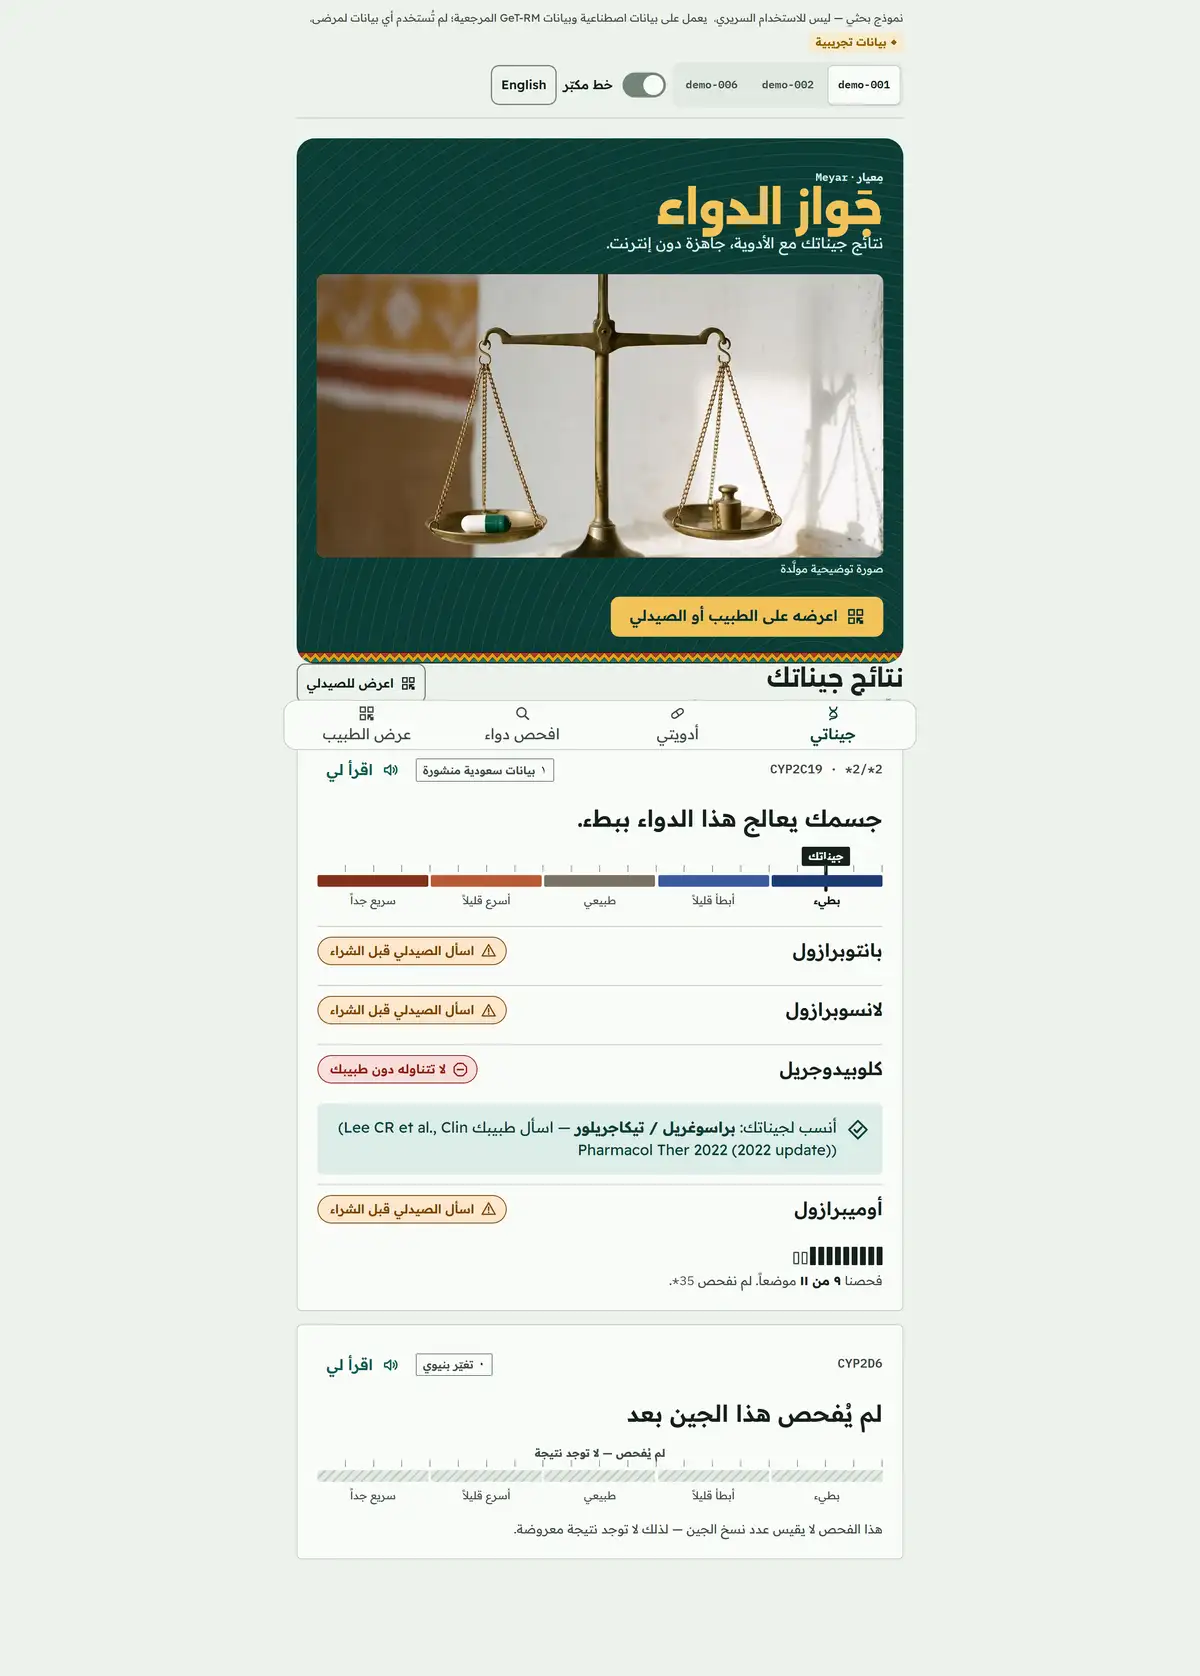 نموذج بحثي — ليس للاستخدام السريري. يعمل على بيانات اصطناعية وبيانات GeT-RM المرجعية؛ لم تُستخدم أي بيانات لمرضى.
بيانات تجريبية
demo-001 demo-002 demo-006 خط مكبّر English
مِعيار · Meyar
جَواز الدواء
نتائج جيناتك مع الأدوية، جاهزة دون إنترنت.
صورة توضيحية مولَّدة
اعرضه على الطبيب أو الصيدلي
نتائج جيناتك
اعرض للصيدلي
جيناتي أدويتي افحص دواء عرض الطبيب
CYP2C19 · *2/*2
١ بيانات سعودية منشورة
اقرأ لي
جسمك يعالج هذا الدواء ببطء.
جيناتك
بطيء أبطأ قليلاً طبيعي أسرع قليلاً سريع جداً
بانتوبرازول
اسأل الصيدلي قبل الشراء
لانسوبرازول
اسأل الصيدلي قبل الشراء
كلوبيدوجريل
لا تتناوله دون طبيبك
أنسب لجيناتك: براسوغريل / تيكاجريلور — اسأل طبيبك (Lee CR et al., Clin
Pharmacol Ther 2022 (2022 update))
أوميبرازول
اسأل الصيدلي قبل الشراء
فحصنا ٩ من ١١ موضعاً. لم نفحص 35*.
CYP2D6
٠ تغيّر بنيوي
اقرأ لي
لم يُفحص هذا الجين بعد
لم يُفحص — لا توجد نتيجة
بطيء أبطأ قليلاً طبيعي أسرع قليلاً سريع جداً
هذا الفحص لا يقيس عدد نسخ الجين — لذلك لا توجد نتيجة معروضة.